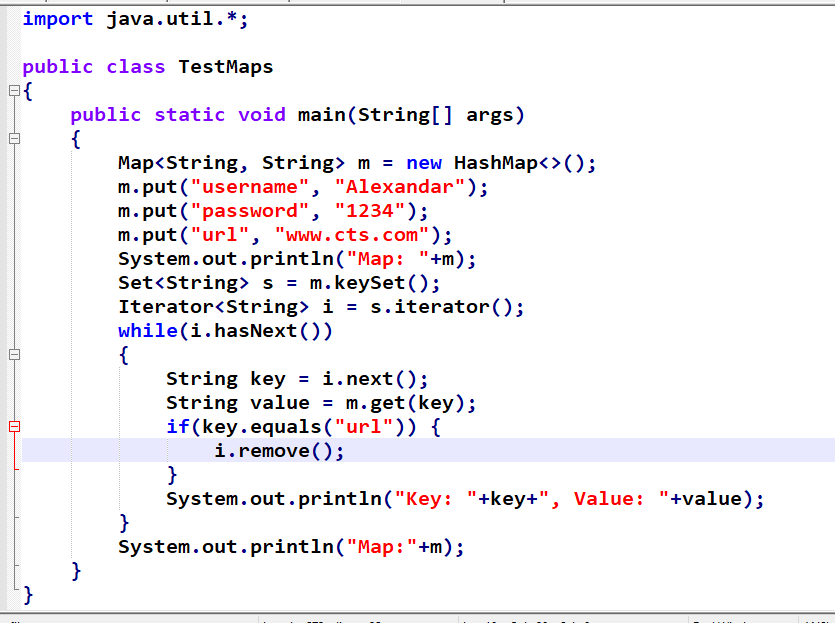 import java.util.*;
public class TestMaps
{
public static void main(String[] args)
{
Map<String, String> m = new HashMap<>();
m.put("username", "Alexandar");
m.put("password", "1234");
m.put("url", "www.cts.com");
System.out.println("Map: "+m);
Set<String> s = m.keySet();
Iterator<String> i = s.iterator();
while(i.hasNext())
{
String key = i.next();
String value = m.get(key);
if(key.equals("url")) {
i.remove();
}
System.out.println("Key: "+key+", Value: "+value);
}
System.out.println("Map:"+m);
}
}